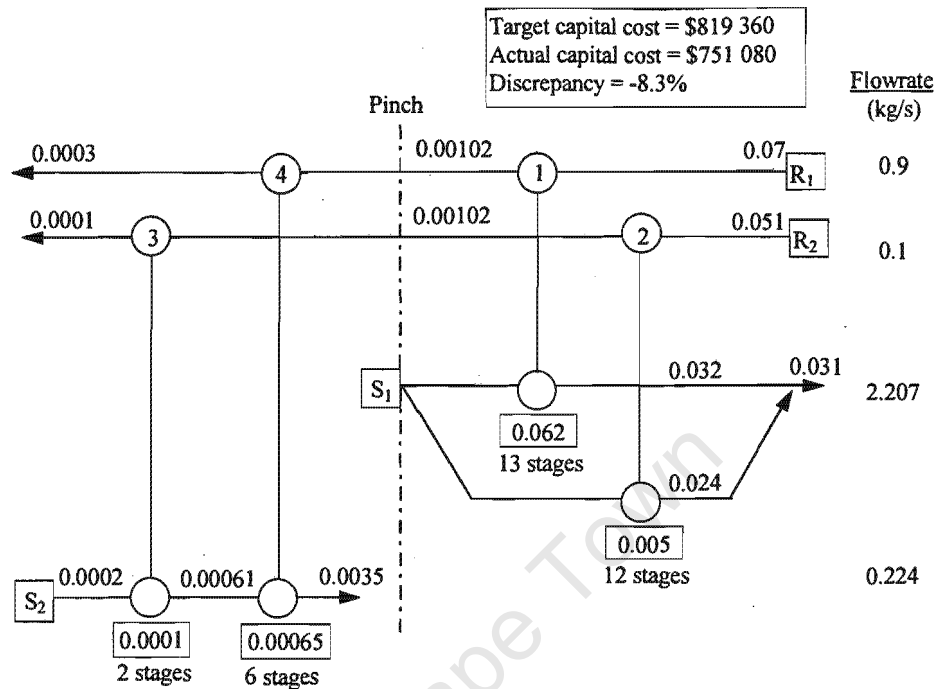 Target capital cost = $819 360
Actual capital cost = $751 080
Discrepancy = -8.3%
Flowrate
(kg/s)
Pinch
0.0003
4
0.00102
1
0.07
R1
0.9
0.0001
3
0.00102
2
0.051
R2
0.1
S1
0.032
0.031
2.207
0.062
13 stages
0.024
0.005
12 stages
0.224
S2
0.0002
0.00061
0.0035
0.0001
2 stages
0.00065
6 stages
pe Town